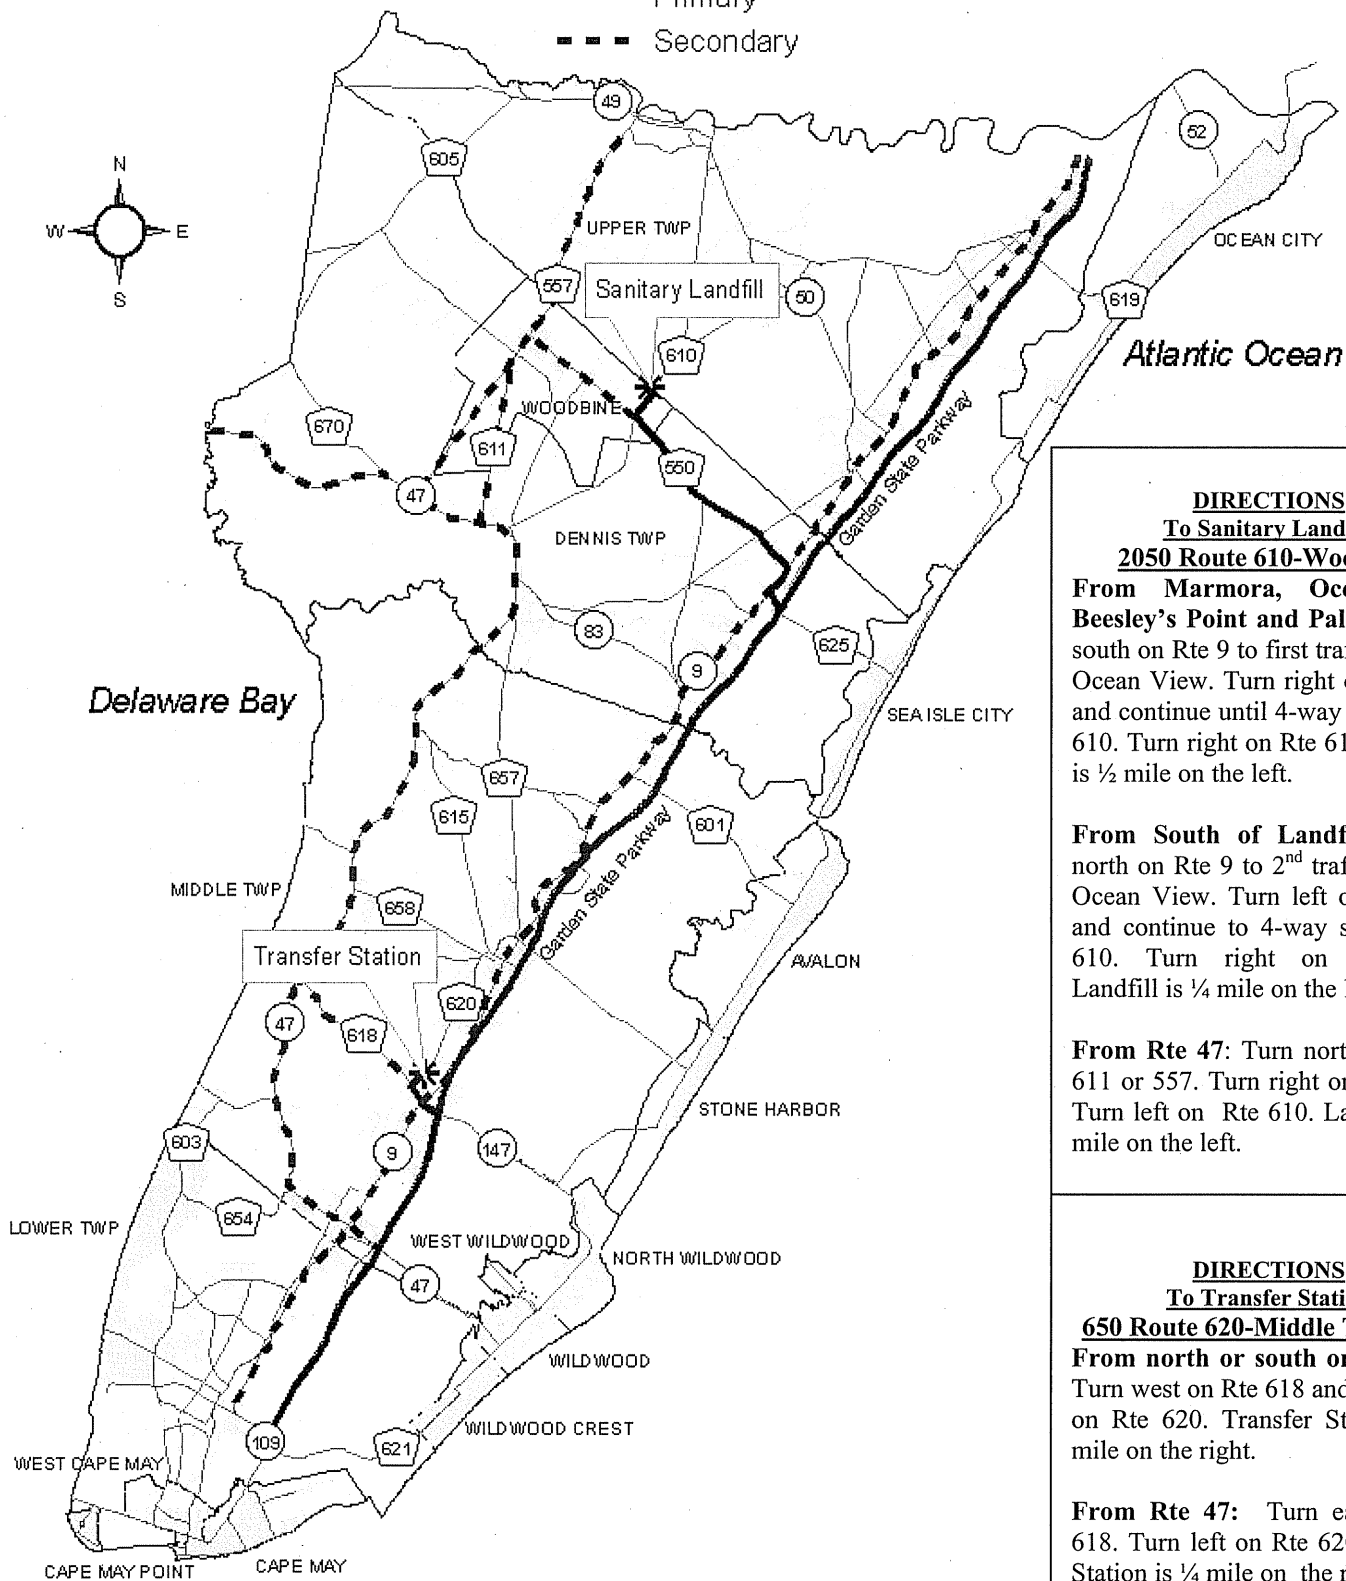 Primary
Secondary
49
52
605
N
W E
S
UPPER TWP
OCEAN CITY
557
Sanitary Landfill
50
619
610
Atlantic Ocean
WOODBINE
670
611
Garden State Parkway
550
47
DENNIS TWP
83
625
9
Delaware Bay
SEA ISLE CITY
657
615
601
Garden State Parkway
MIDDLE TWP
658
Transfer Station
AVALON
620
47
618
STONE HARBOR
603
9
147
654
LOWER TWP
WEST WILDWOOD
NORTH WILDWOOD
47
WILDWOOD
WILDWOOD CREST
109
621
WEST CAPE MAY
CAPE MAY
CAPE MAY POINT
DIRECTIONS
To Sanitary Land
2050 Route 610-Woo
From Marmora, Oce
Beesley's Point and Pal
south on Rte 9 to first traf
Ocean View. Turn right
and continue until 4-way
610. Turn right on Rte 61
is ½ mile on the left.
From South of Landf
north on Rte 9 to 2nd traf
Ocean View. Turn left o
and continue to 4-way s
610. Turn right on
Landfill is ¼ mile on the
From Rte 47: Turn nort
611 or 557. Turn right on
Turn left on Rte 610. La
mile on the left.
DIRECTIONS
To Transfer Stati
650 Route 620-Middle
From north or south on
Turn west on Rte 618 and
on Rte 620. Transfer St
mile on the right.
From Rte 47: Turn ea
618. Turn left on Rte 62
Station is ¼ mile on the